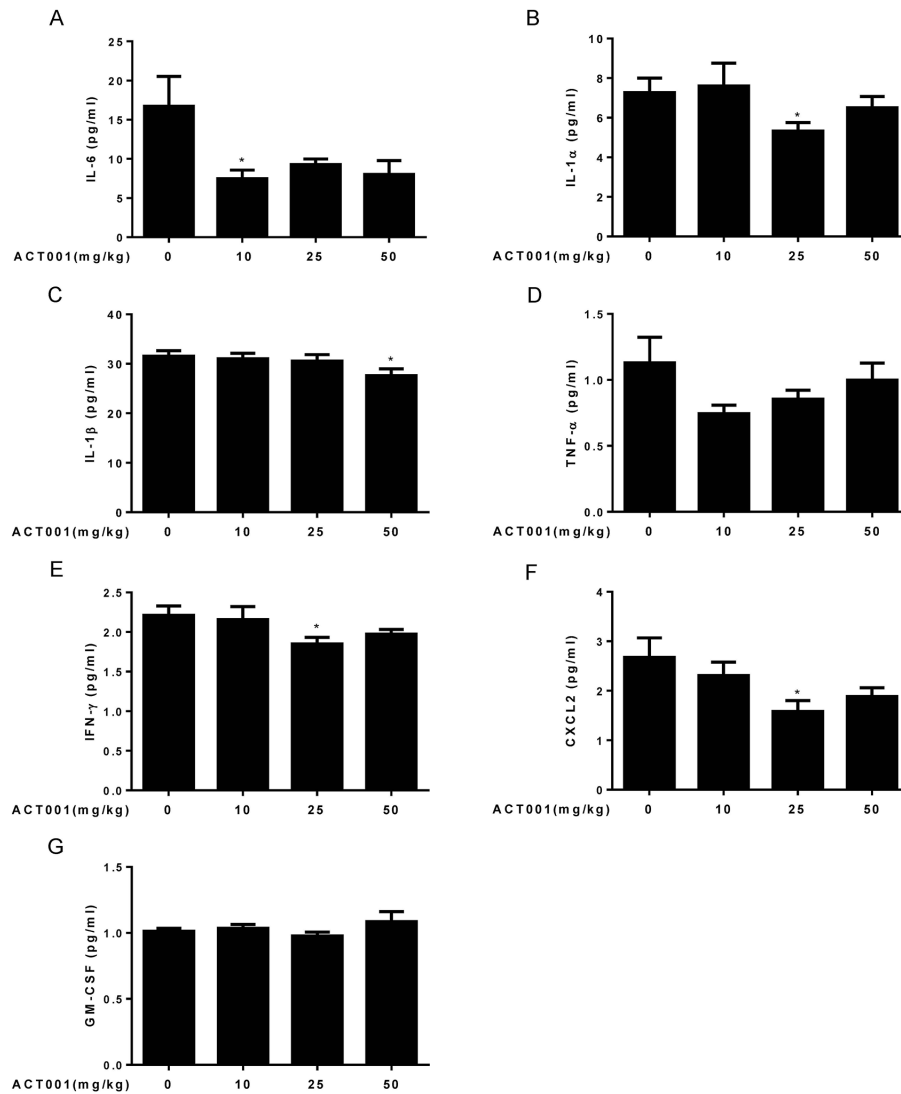 A
IL-6 (pg/ml)
25
20
15
10
5
0
*
ACT001(mg/kg) 0 10 25 50
B
IL-1α (pg/ml)
10
8
6
4
2
0
*
0 10 25 50
C
IL-1β (pg/ml)
40
30
20
10
0
*
ACT001(mg/kg) 0 10 25 50
D
TNF-α (pg/ml)
1.5
1.0
0.5
0.0
ACT001(mg/kg) 0 10 25 50
E
IFN-γ (pg/ml)
2.5
2.0
1.5
1.0
0.5
0.0
*
ACT001(mg/kg) 0 10 25 50
F
CXCL2 (pg/ml)
4
3
2
1
0
*
ACT001(mg/kg) 0 10 25 50
G
GM-CSF (pg/ml)
1.5
1.0
0.5
0.0
ACT001(mg/kg) 0 10 25 50